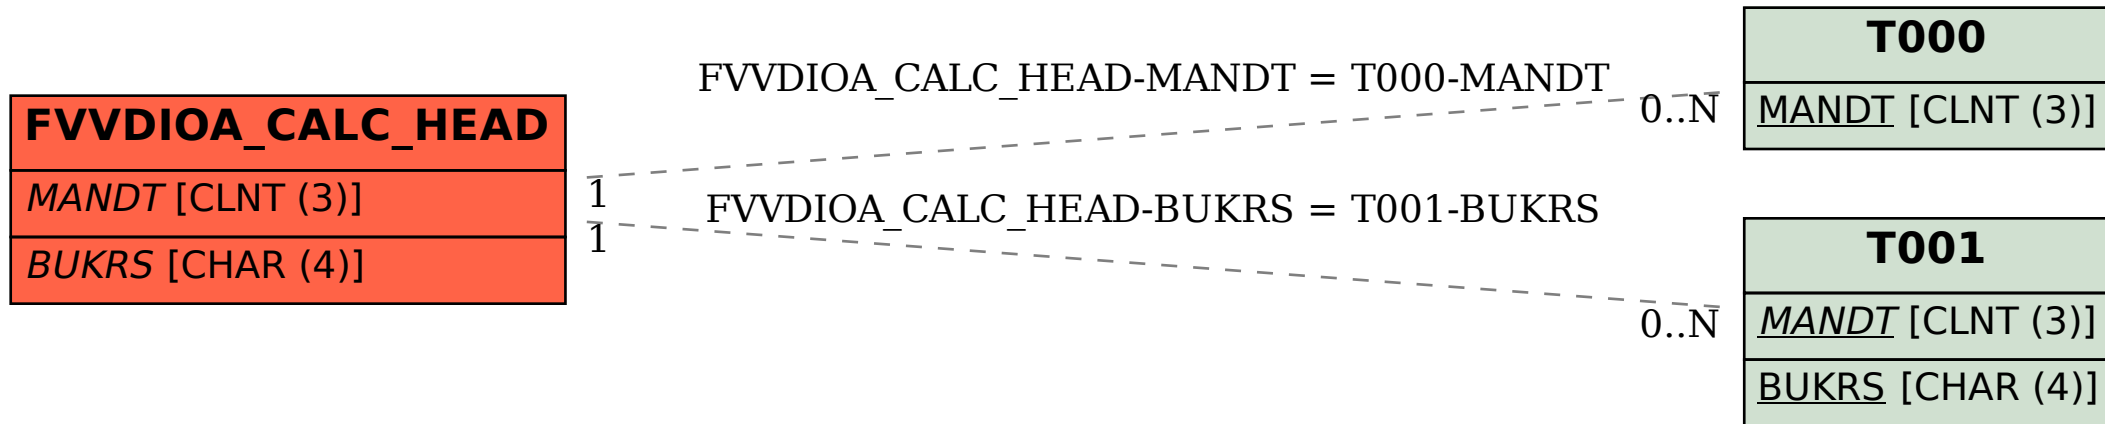 FVVDIOA_CALC_HEAD
MANDT [CLNT (3)]
BUKRS [CHAR (4)]
FVVDIOA_CALC_HEAD-MANDT = T000-MANDT
1
0..N
FVVDIOA_CALC_HEAD-BUKRS = T001-BUKRS
1
0..N
T000
MANDT [CLNT (3)]
T001
MANDT [CLNT (3)]
BUKRS [CHAR (4)]